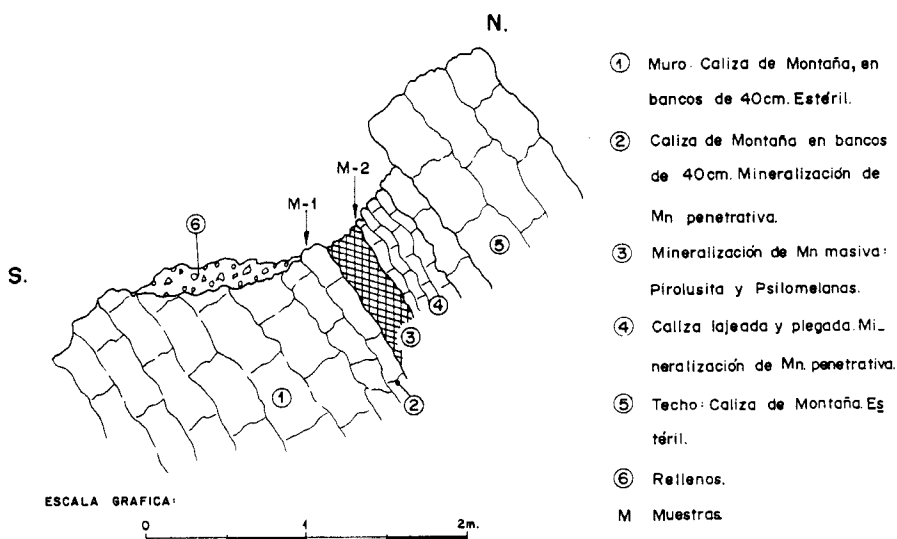 N.
M-2
M-1
⑥
S.
⑤
④
③
①
②
① Muro: Caliza de Montaña, en
bancos de 40cm. Estéril.
② Caliza de Montaña en bancos
de 40cm. Mineralización de
Mn penetrativa.
③ Mineralización de Mn masiva:
Pirolusita y Psilomelanas.
④ Caliza lajeada y plegada. Mi_
neralización de Mn. penetrativa.
⑤ Techo: Caliza de Montaña. Es
téril.
⑥ Rellenos.
M Muestras.
ESCALA GRAFICA:
0 1 2m.